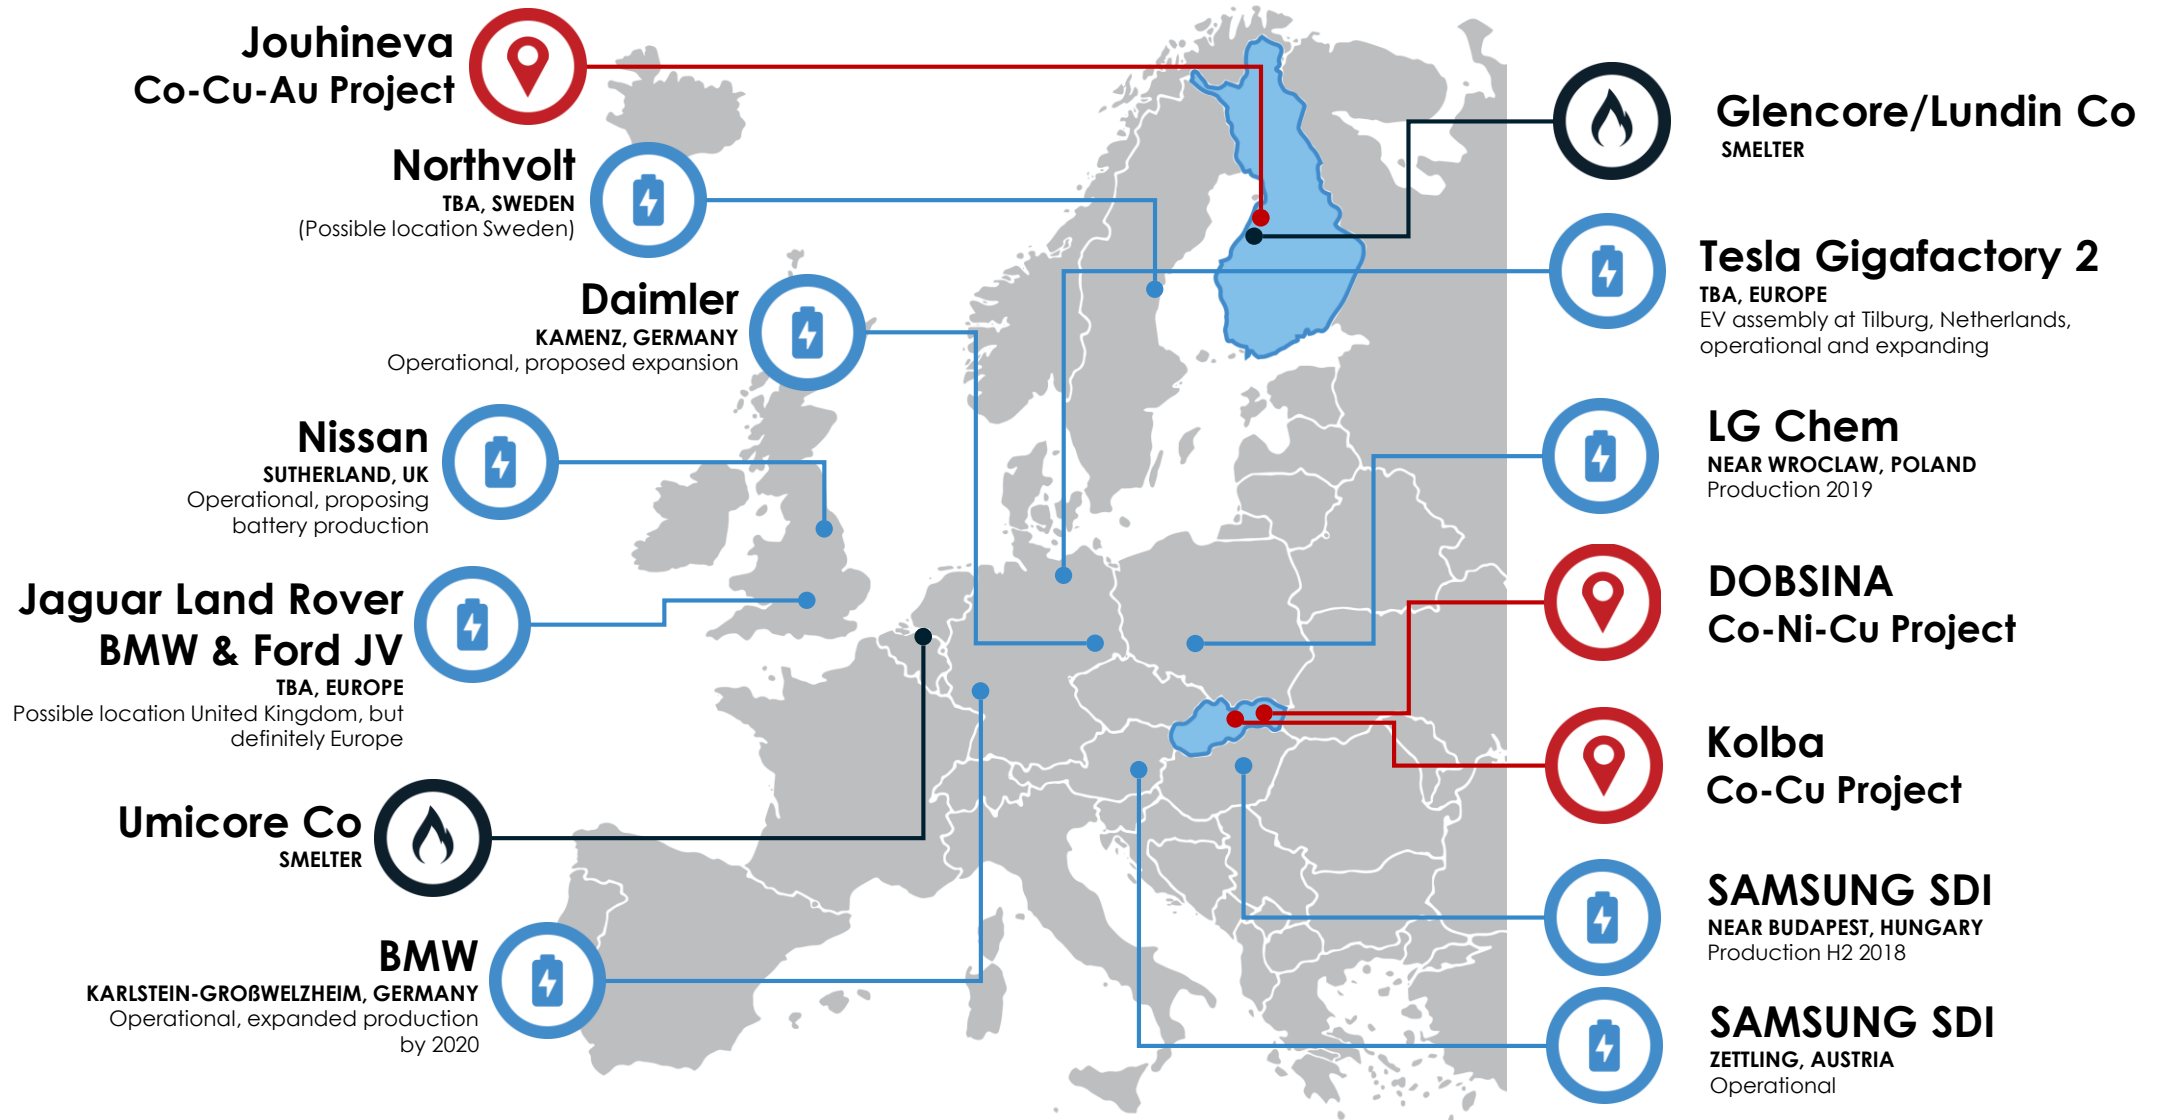 Jouhineva
Co-Cu-Au Project
Northvolt
TBA, SWEDEN
(Possible location Sweden)
Daimler
KAMENZ, GERMANY
Operational, proposed expansion
Nissan
SUTHERLAND, UK
Operational, proposing
battery production
Jaguar Land Rover
BMW & Ford JV
TBA, EUROPE
Possible location United Kingdom, but
definitely Europe
Umicore Co
SMELTER
BMW
KARLSTEIN-GROßWELZHEIM, GERMANY
Operational, expanded production
by 2020
Glencore/Lundin Co
SMELTER
Tesla Gigafactory 2
TBA, EUROPE
EV assembly at Tilburg, Netherlands,
operational and expanding
LG Chem
NEAR WROCLAW, POLAND
Production 2019
DOBSINA
Co-Ni-Cu Project
Kolba
Co-Cu Project
SAMSUNG SDI
NEAR BUDAPEST, HUNGARY
Production H2 2018
SAMSUNG SDI
ZETTLING, AUSTRIA
Operational